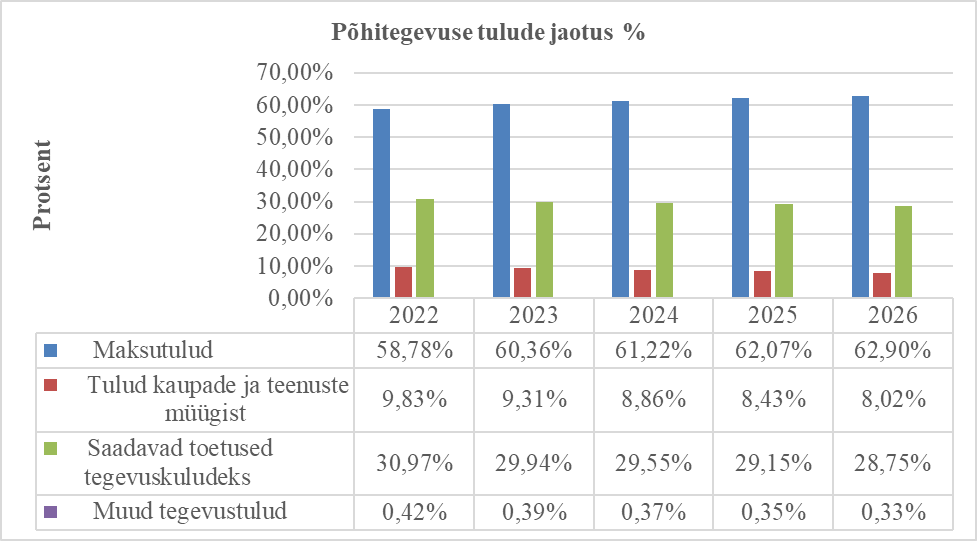 Põhitegevuse tulude jaotus %
Protsent
70,00%
60,00%
50,00%
40,00%
30,00%
20,00%
10,00%
0,00%
2022 2023 2024 2025 2026
Maksutulud 58,78% 60,36% 61,22% 62,07% 62,90%
Tulud kaupade ja teenuste
müügist 9,83% 9,31% 8,86% 8,43% 8,02%
Saadavad toetused
tegevuskuludeks 30,97% 29,94% 29,55% 29,15% 28,75%
Muud tegevustulud 0,42% 0,39% 0,37% 0,35% 0,33%